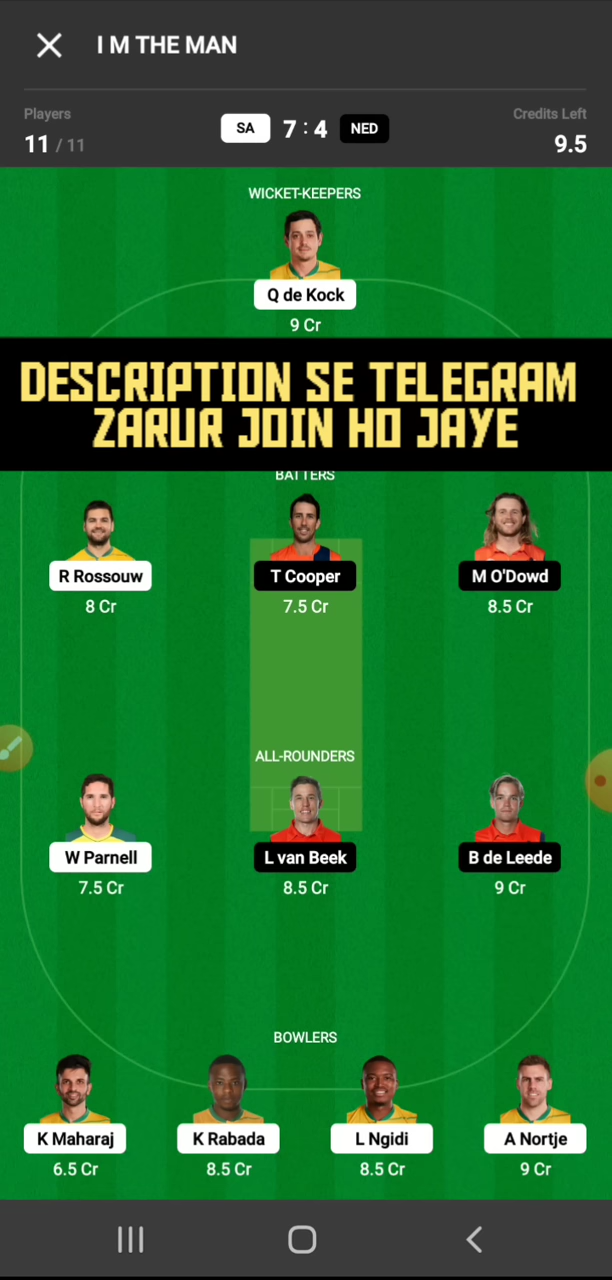 I M THE MAN
Players
Credits Left
11 / 11
SA 7 : 4 NED
9.5
WICKET-KEEPERS
Q de Kock
9 Cr
DESCRIPTION SE TELEGRAM
ZARUR JOIN HO JAYE
BATTERS
R Rossouw
T Cooper
M O'Dowd
8 Cr
7.5 Cr
8.5 Cr
ALL-ROUNDERS
W Parnell
L van Beek
B de Leede
7.5 Cr
8.5 Cr
9 Cr
BOWLERS
K Maharaj
K Rabada
L Ngidi
A Nortje
6.5 Cr
8.5 Cr
8.5 Cr
9 Cr